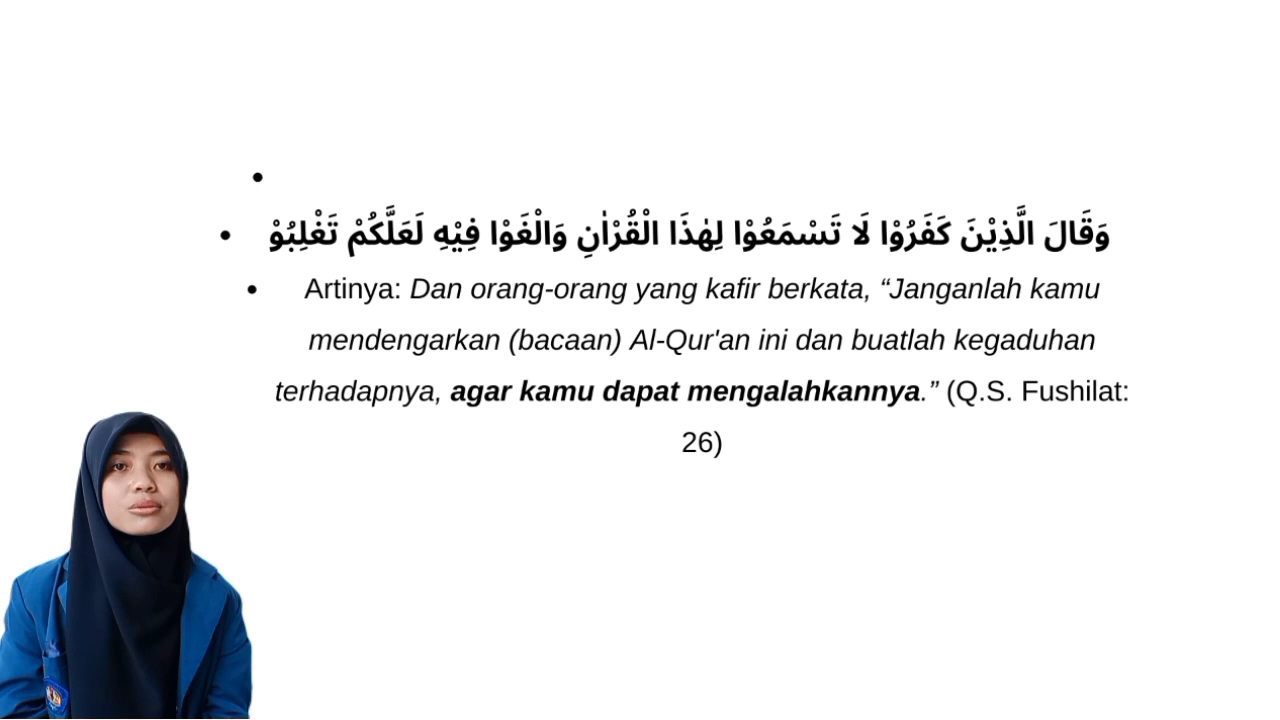 وَقَالَ الَّذِيْنَ كَفَرُوْا لَا تَسْمَعُوْا لِهٰذَا الْقُرْاٰنِ وَالْغَوْا فِيْهِ لَعَلَّكُمْ تَغْلِبُوْ
Artinya: Dan orang-orang yang kafir berkata, “Janganlah kamu
mendengarkan (bacaan) Al-Qur'an ini dan buatlah kegaduhan
terhadapnya, agar kamu dapat mengalahkannya.” (Q.S. Fushilat:
26)